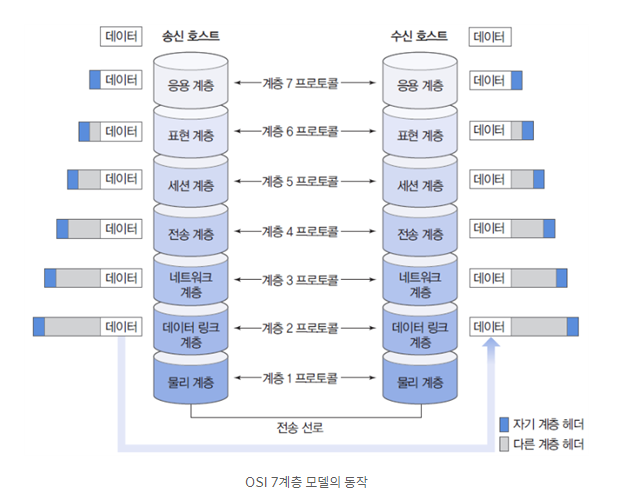 데이터 송신 호스트 수신 호스트 데이터
데이터 응용 계층 계층 7 프로토콜 응용 계층 데이터
데이터 표현 계층 계층 6 프로토콜 표현 계층 데이터
데이터 세션 계층 계층 5 프로토콜 세션 계층 데이터
데이터 전송 계층 계층 4 프로토콜 전송 계층 데이터
데이터 네트워크 계층 3 프로토콜 네트워크 데이터
계층 계층
데이터 데이터 링크 계층 2 프로토콜 데이터 링크 데이터
계층 계층
물리 계층 계층 1 프로토콜 물리 계층
전송 선로
자기 계층 헤더
다른 계층 헤더
OSI 7계층 모델의 동작